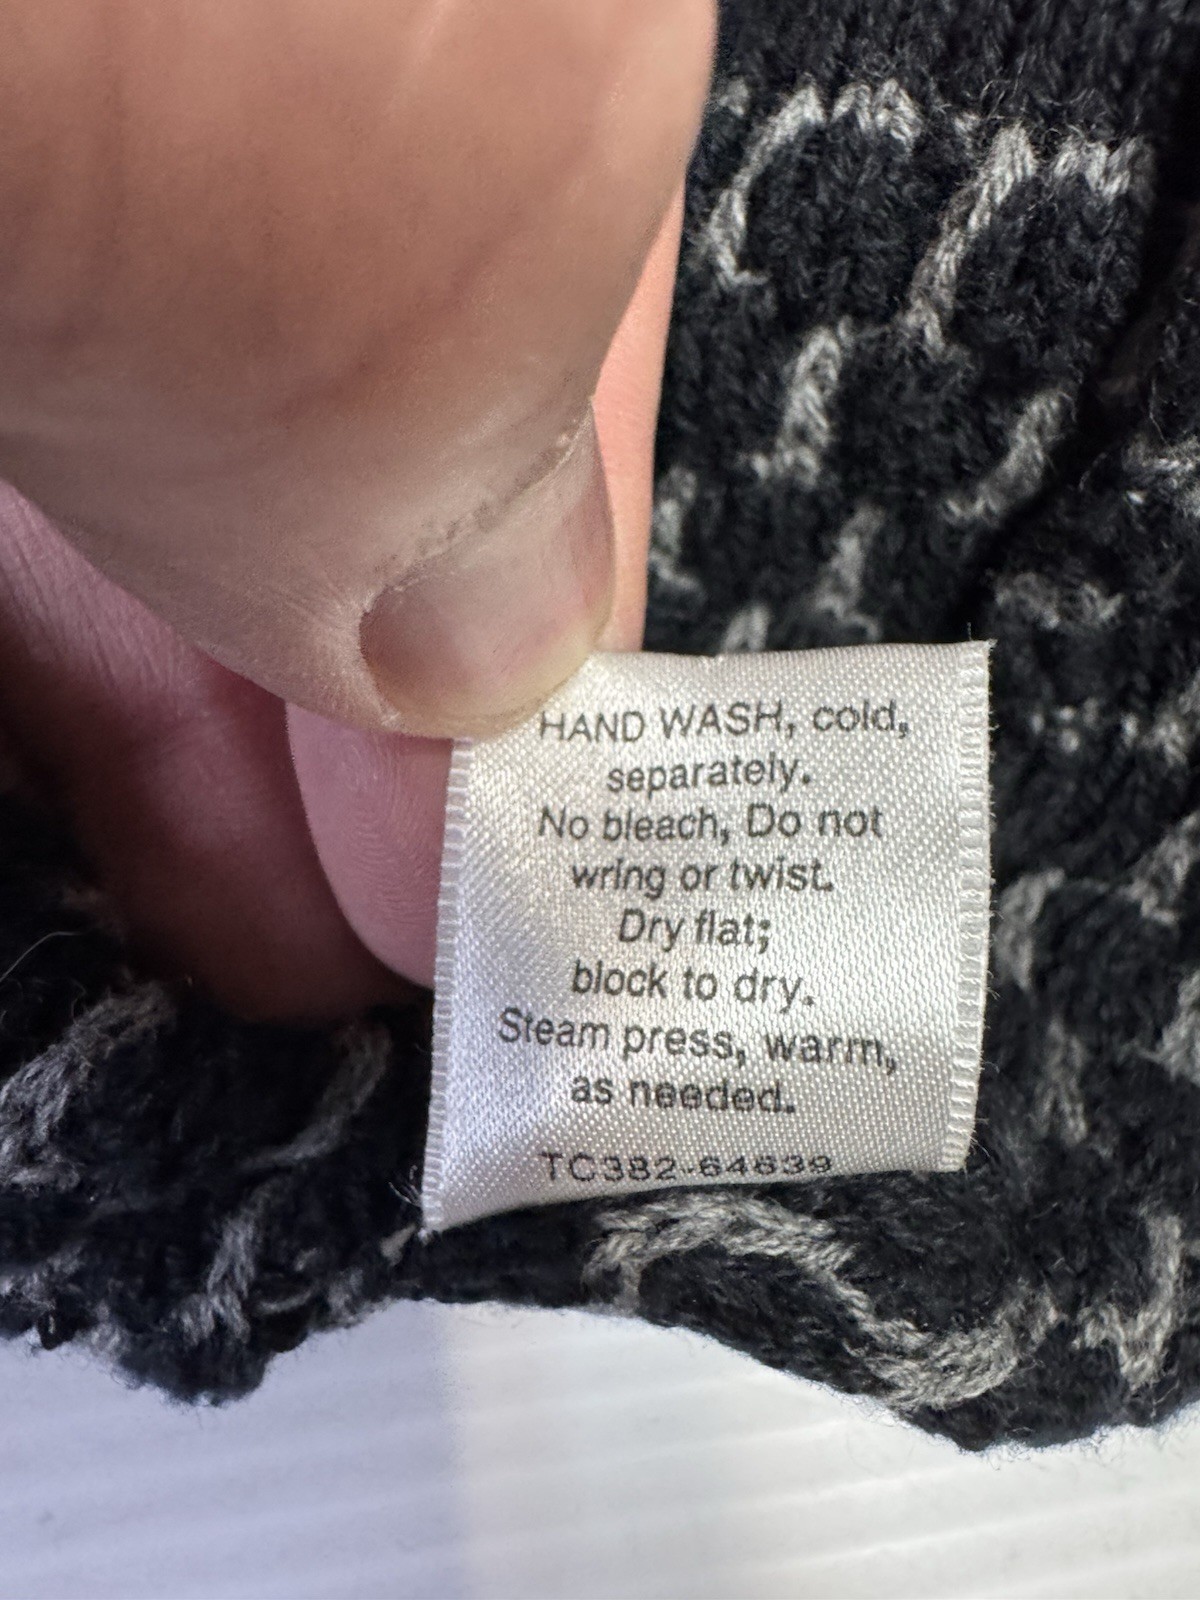 HAND WASH, cold,
separately.
No bleach, Do not
wring or twist.
Dry flat;
block to dry.
Steam press, warm,
as needed.
TC382-64639